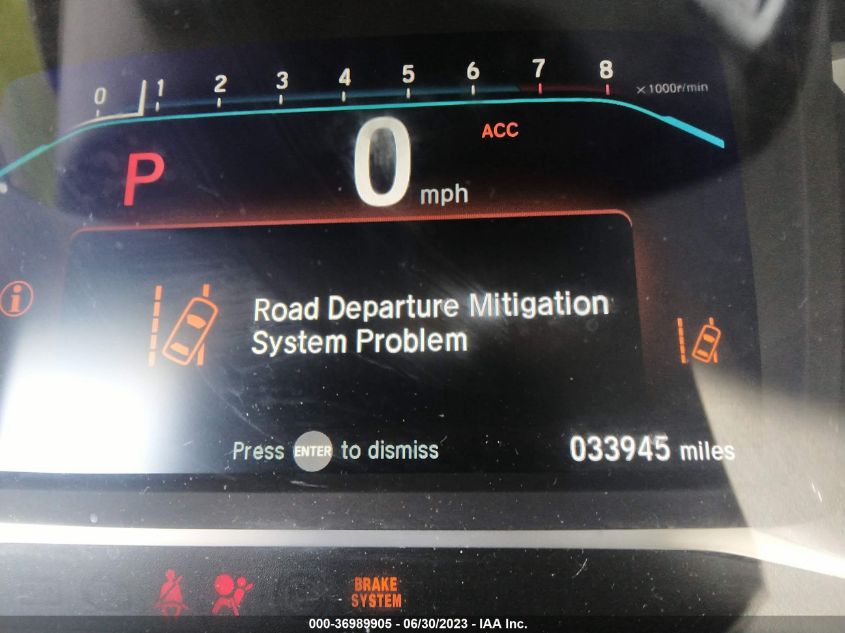 0 1 2 3 4 5 6 7 8 x1000r/min
P 0 mph ACC
Road Departure Mitigation
System Problem
Press ENTER to dismiss
033945 miles
BRAKE
SYSTEM
000-36989905 - 06/30/2023 - IAA Inc.